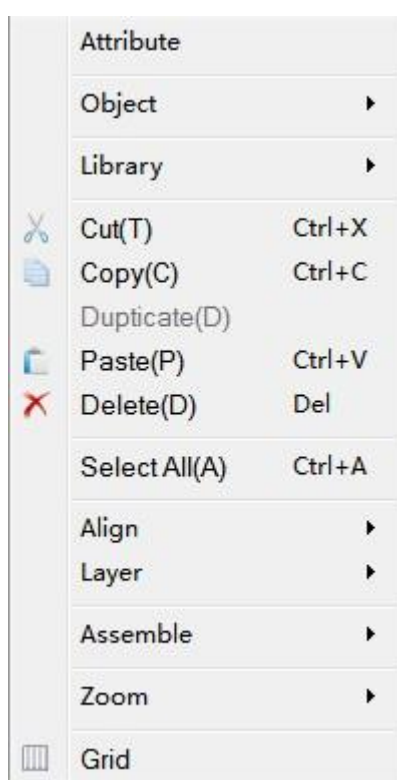 Attribute
Object
Library
Cut(T) Ctrl+X
Copy(C) Ctrl+C
Dupticate(D)
Paste(P) Ctrl+V
Delete(D) Del
Select All(A) Ctrl+A
Align
Layer
Assemble
Zoom
Grid